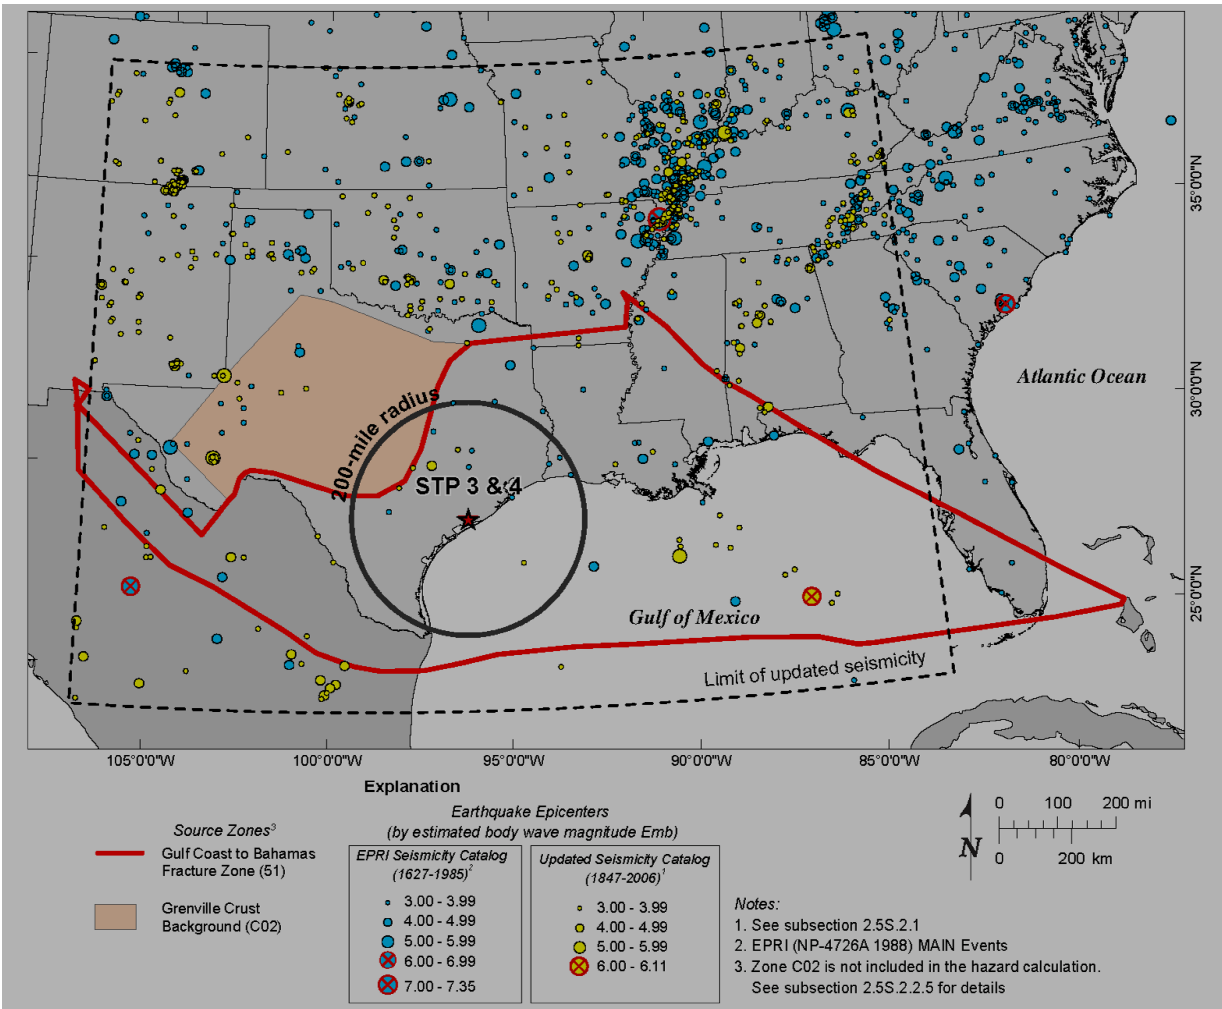 200-mile radius
STP 3 & 4
Atlantic Ocean
Gulf of Mexico
Limit of updated seismicity
35°0'0"N
30°0'0"N
25°0'0"N
105°0'0"W
100°0'0"W
95°0'0"W
90°0'0"W
85°0'0"W
80°0'0"W
Explanation
Source Zones3
Gulf Coast to Bahamas
Fracture Zone (51)
Grenville Crust
Background (C02)
Earthquake Epicenters
(by estimated body wave magnitude Emb)
EPRI Seismicity Catalog
(1627-1985)2
3.00 - 3.99
4.00 - 4.99
5.00 - 5.99
6.00 - 6.99
7.00 - 7.35
Updated Seismicity Catalog
(1847-2006)1
3.00 - 3.99
4.00 - 4.99
5.00 - 5.99
6.00 - 6.11
N
0 100 200 mi
0 200 km
Notes:
1. See subsection 2.5S.2.1
2. EPRI (NP-4726A 1988) MAIN Events
3. Zone C02 is not included in the hazard calculation.
See subsection 2.5S.2.2.5 for details